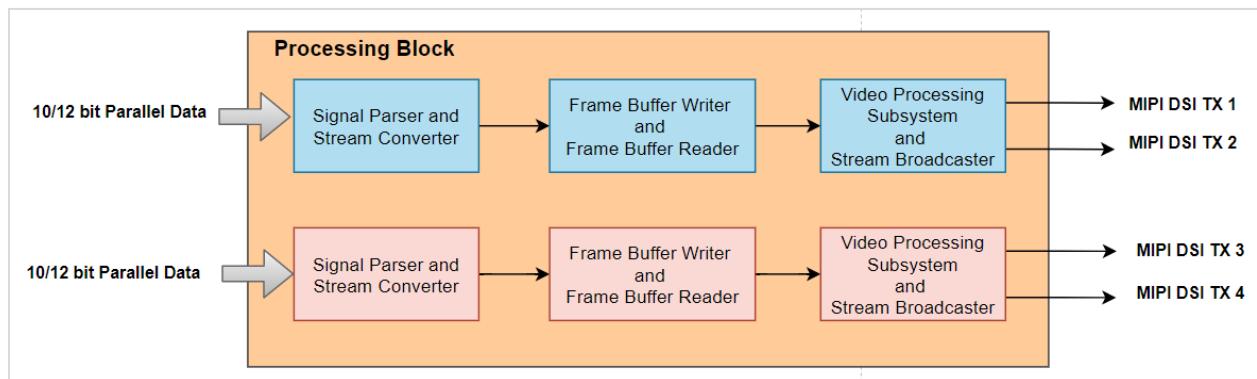 Processing Block
10/12 bit Parallel Data
Signal Parser and
Stream Converter
Frame Buffer Writer
and
Frame Buffer Reader
Video Processing
Subsystem
and
Stream Broadcaster
MIPI DSI TX 1
MIPI DSI TX 2
10/12 bit Parallel Data
Signal Parser and
Stream Converter
Frame Buffer Writer
and
Frame Buffer Reader
Video Processing
Subsystem
and
Stream Broadcaster
MIPI DSI TX 3
MIPI DSI TX 4